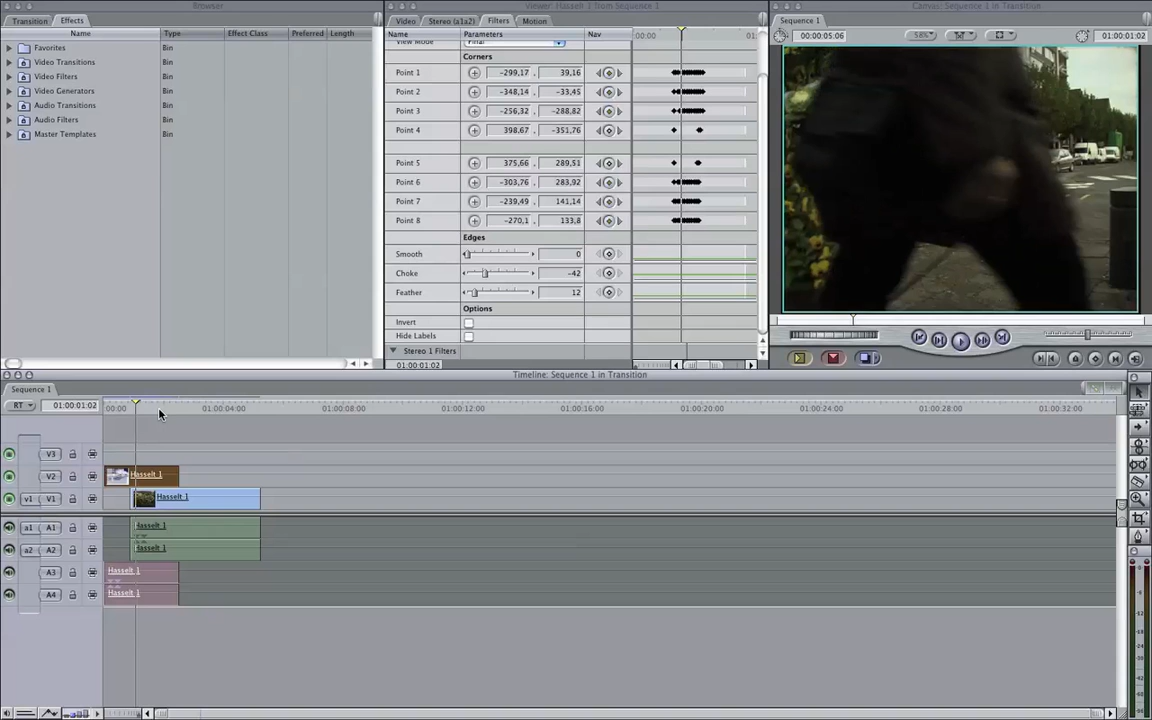 Browser
Viewer: Hasselt 1 from Sequence 1
Canvas: Sequence 1 in Transition
Transition Effects
Video Stereo (a1a2) Filters Motion
Sequence 1
Name Type Effect Class Preferred Length
Name Parameters Nav 00:00 01:
00:00:05:06 58% 01:00:01:02
Favorites Bin
Video Transitions Bin
Video Filters Bin
Video Generators Bin
Audio Transitions Bin
Audio Filters Bin
Master Templates Bin
View Mode Final
Corners
Point 1 -299,17 , 39,16
Point 2 -348,14 , -33,45
Point 3 -256,32 , -288,82
Point 4 398,67 , -351,76
Point 5 375,66 , 289,51
Point 6 -303,76 , 283,92
Point 7 -239,49 , 141,14
Point 8 -270,1 , 133,8
Edges
Smooth 0
Choke -42
Feather 12
Options
Invert
Hide Labels
Stereo 1 Filters
01:00:01:02
Timeline: Sequence 1 in Transition
Sequence 1
RT 01:00:01:02 00:00 01:00:04:00 01:00:08:00 01:00:12:00 01:00:16:00 01:00:20:00 01:00:24:00 01:00:28:00 01:00:32:00
V3
V2 Hasselt 1
v1 V1 Hasselt 1
a1 A1 Hasselt 1
a2 A2 Hasselt 1
A3 Hasselt 1
A4 Hasselt 1